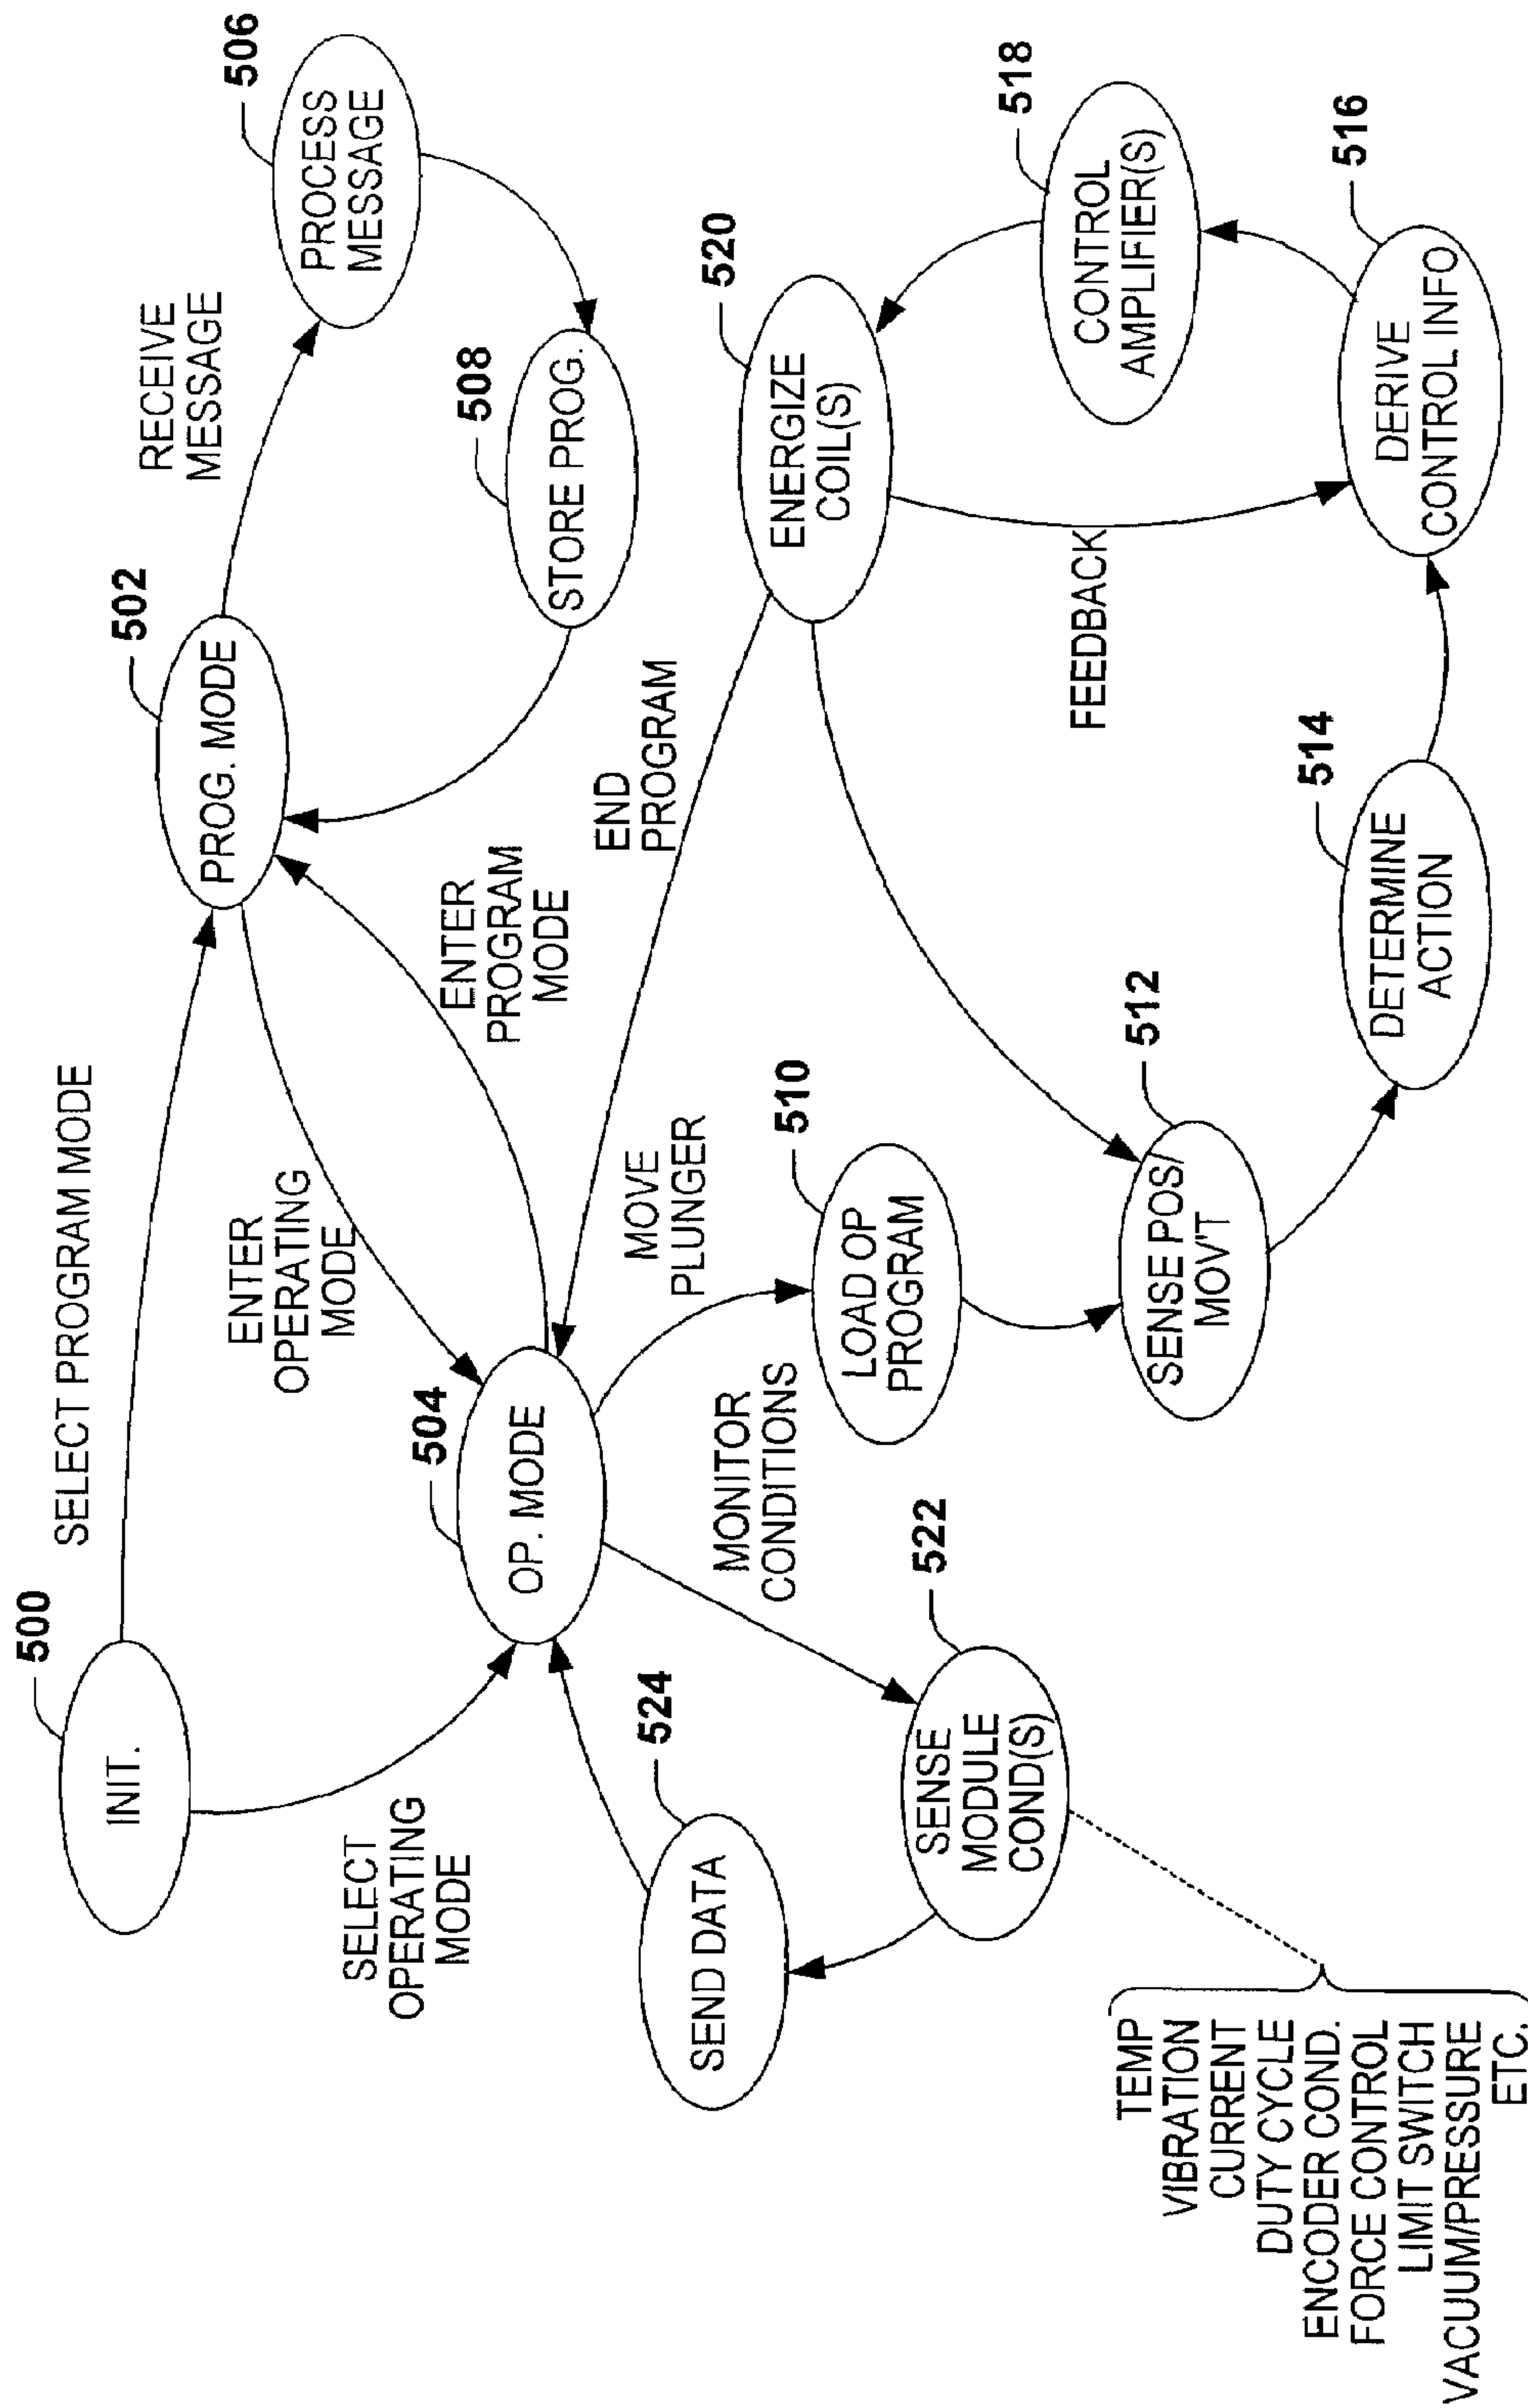 500
INIT.
SELECT PROGRAM MODE
502
PROG. MODE
RECEIVE
MESSAGE
506
PROCESS
MESSAGE
508
STORE PROG.
ENTER
OPERATING
MODE
ENTER
PROGRAM
MODE
SELECT
OPERATING
MODE
504
OP. MODE
END
PROGRAM
MOVE
PLUNGER
510
LOAD OP
PROGRAM
MONITOR
CONDITIONS
524
SEND DATA
522
SENSE
MODULE
COND(S)
512
SENSE POS/
MOV'T
514
DETERMINE
ACTION
516
DERIVE
CONTROL INFO
518
CONTROL
AMPLIFIER(S)
520
ENERGIZE
COIL(S)
FEEDBACK
TEMP
VIBRATION
CURRENT
DUTY CYCLE
ENCODER COND.
FORCE CONTROL
LIMIT SWITCH
VACUUM/PRESSURE
ETC.